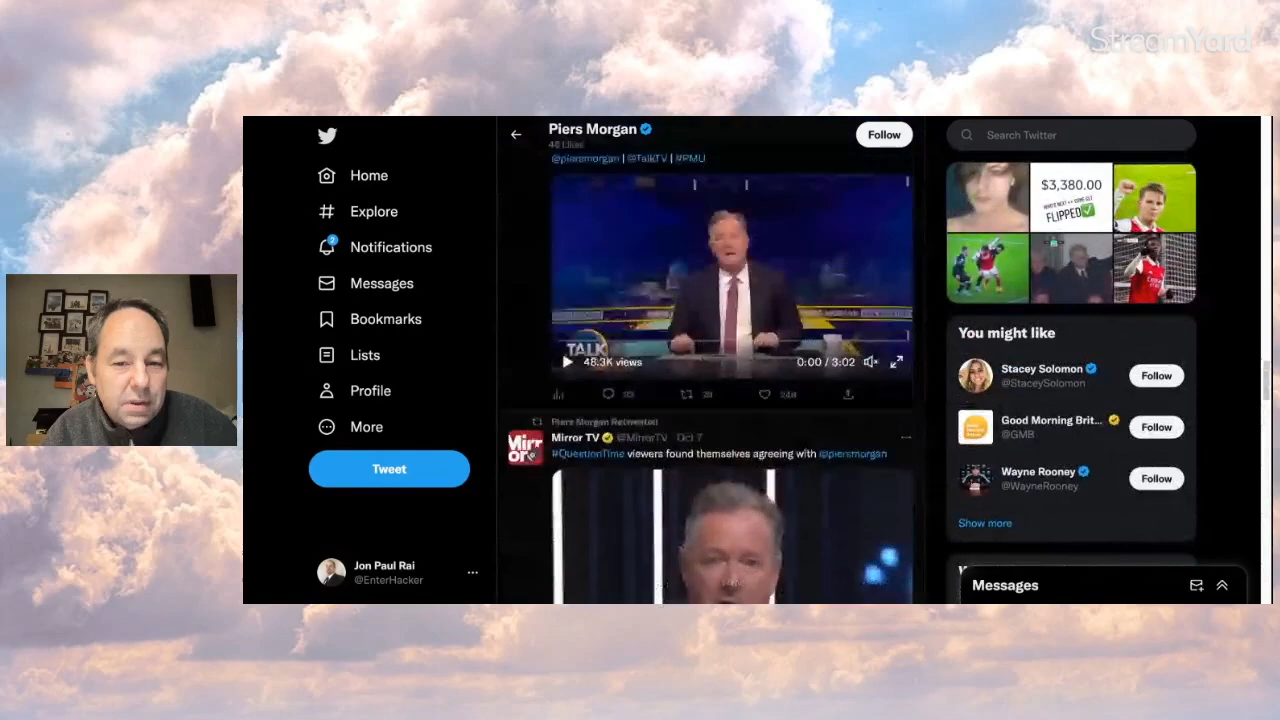 StreamYard
Piers Morgan
Follow
Search Twitter
@piersmorgan | @TalkTV | #PMU
Home
Explore
2
Notifications
Messages
Bookmarks
Lists
Profile
More
Tweet
Jon Paul Rai
@EnterHacker
TALK
48.3K views
0:00 / 3:02
Piers Morgan Retweeted
Mirror TV @MirrorTV Oct 7
Mirr
or
#QuestionTime viewers found themselves agreeing with @piersmorgan
$3,380.00
FLIPPED
You might like
Stacey Solomon
@StaceySolomon
Follow
Good Morning Brit...
@GMB
Follow
Wayne Rooney
@WayneRooney
Follow
Show more
Messages